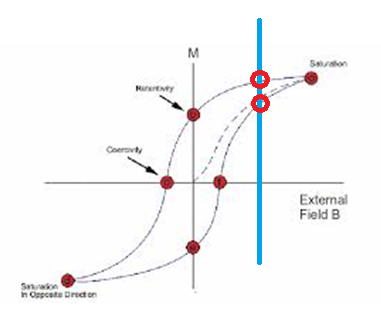 M
Saturation
Retentivity
Coercivity
External
Field B
Saturation
In Opposite Direction